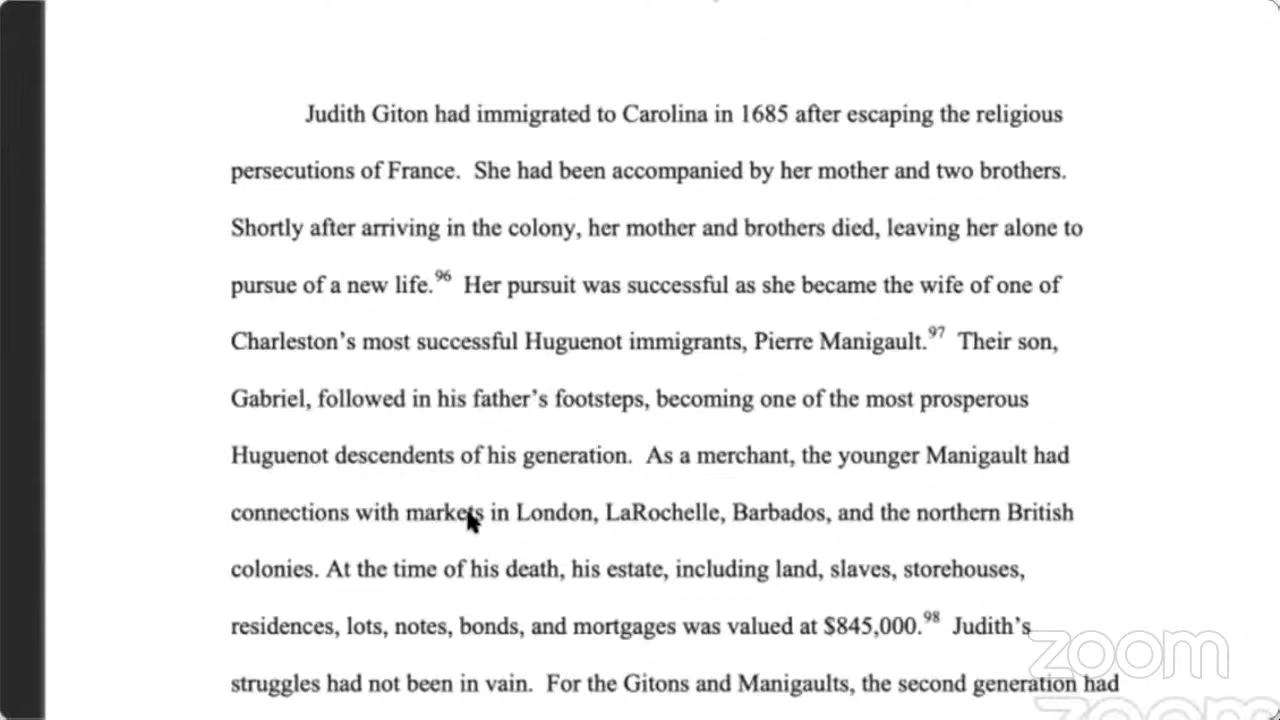 Judith Giton had immigrated to Carolina in 1685 after escaping the religious
persecutions of France. She had been accompanied by her mother and two brothers.
Shortly after arriving in the colony, her mother and brothers died, leaving her alone to
pursue of a new life.96 Her pursuit was successful as she became the wife of one of
Charleston’s most successful Huguenot immigrants, Pierre Manigault.97 Their son,
Gabriel, followed in his father’s footsteps, becoming one of the most prosperous
Huguenot descendents of his generation. As a merchant, the younger Manigault had
connections with markets in London, LaRochelle, Barbados, and the northern British
colonies. At the time of his death, his estate, including land, slaves, storehouses,
residences, lots, notes, bonds, and mortgages was valued at $845,000.98 Judith’s
struggles had not been in vain. For the Gitons and Manigaults, the second generation had
zoom
zoom